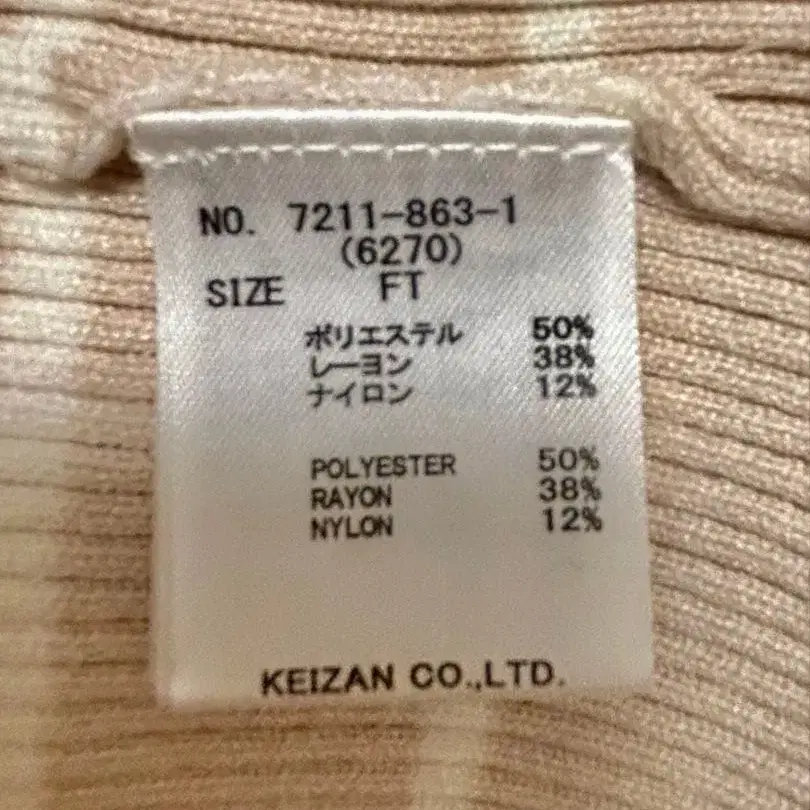 NO. 7211-863-1
(6270)
SIZE FT
ポリエステル 50%
レーヨン 38%
ナイロン 12%
POLYESTER 50%
RAYON 38%
NYLON 12%
KEIZAN CO.,LTD.